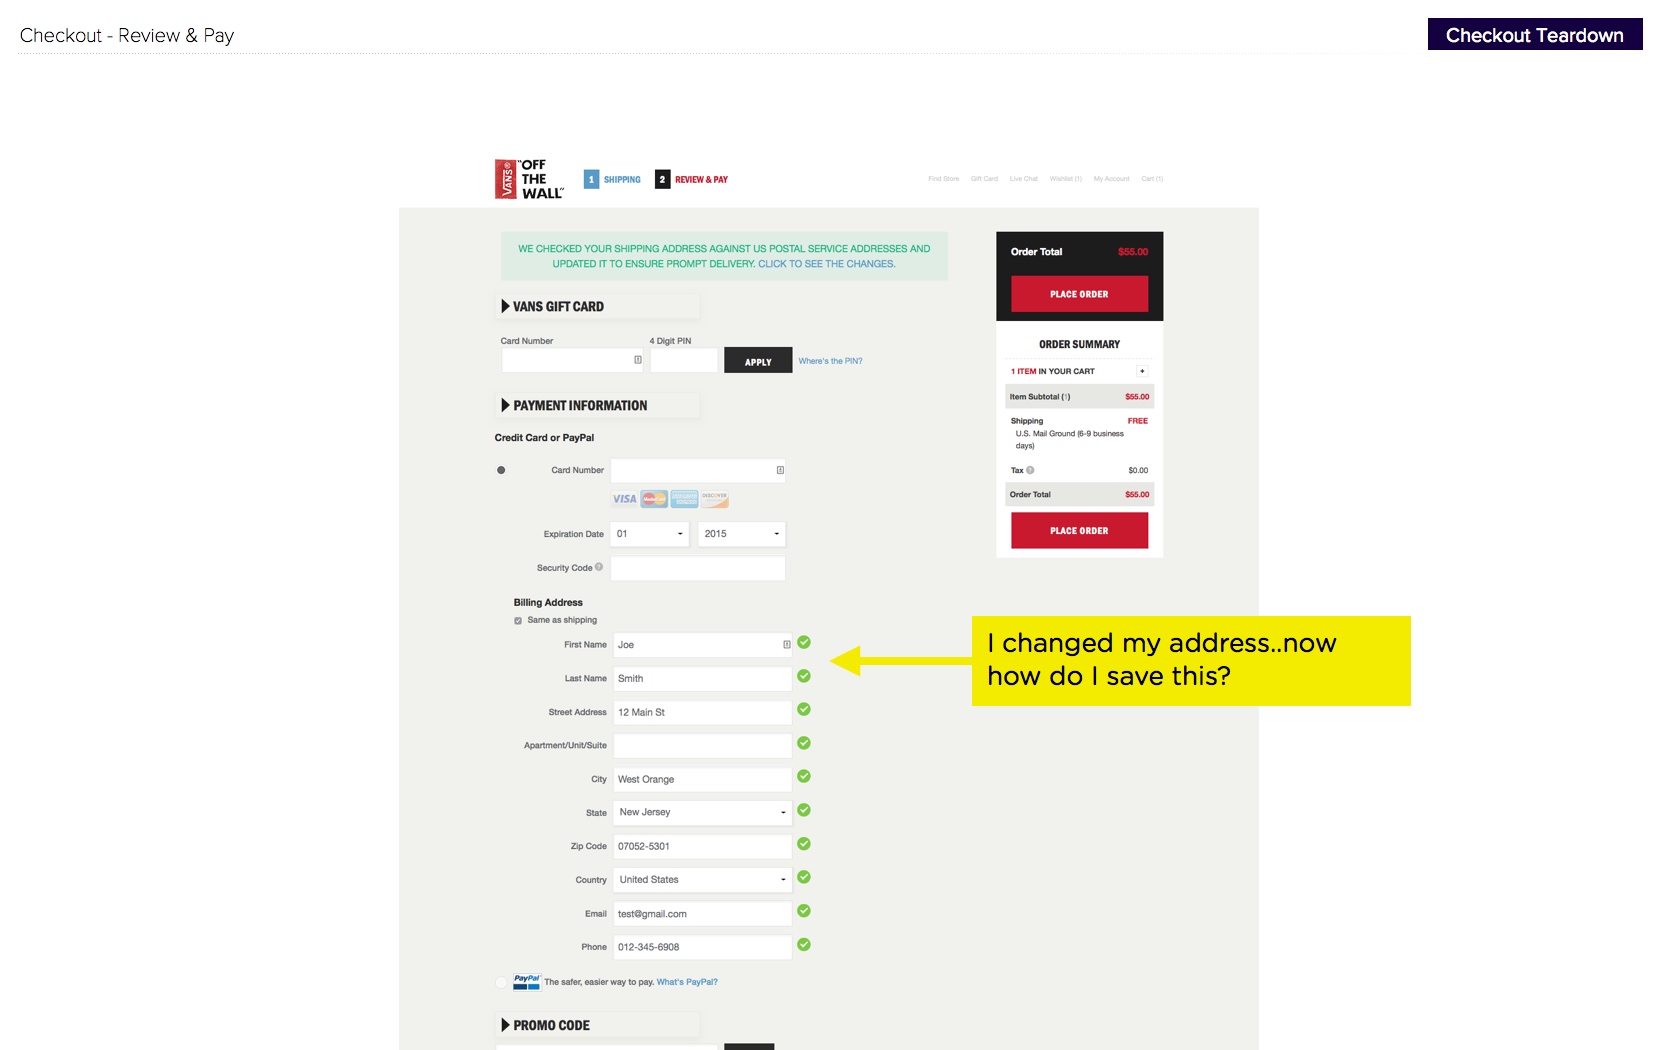 Checkout - Review & Pay
Checkout Teardown
VANS
"OFF
THE
WALL"
1 SHIPPING 2 REVIEW & PAY
Find Store Gift Card Live Chat Wishlist (1) My Account Cart (1)
WE CHECKED YOUR SHIPPING ADDRESS AGAINST US POSTAL SERVICE ADDRESSES AND
UPDATED IT TO ENSURE PROMPT DELIVERY. CLICK TO SEE THE CHANGES.
VANS GIFT CARD
Card Number 4 Digit PIN
APPLY Where's the PIN?
PAYMENT INFORMATION
Credit Card or PayPal
Card Number
VISA MasterCard DISCOVER
Expiration Date 01 2015
Security Code ?
Billing Address
Same as shipping
First Name Joe
Last Name Smith
Street Address 12 Main St
Apartment/Unit/Suite
City West Orange
State New Jersey
Zip Code 07052-5301
Country United States
Email test@gmail.com
Phone 012-345-6908
PayPal The safer, easier way to pay. What's PayPal?
PROMO CODE
Order Total $55.00
PLACE ORDER
ORDER SUMMARY
1 ITEM IN YOUR CART +
Item Subtotal (1) $55.00
Shipping FREE
U.S. Mail Ground (6-9 business
days)
Tax ? $0.00
Order Total $55.00
PLACE ORDER
I changed my address..now
how do I save this?